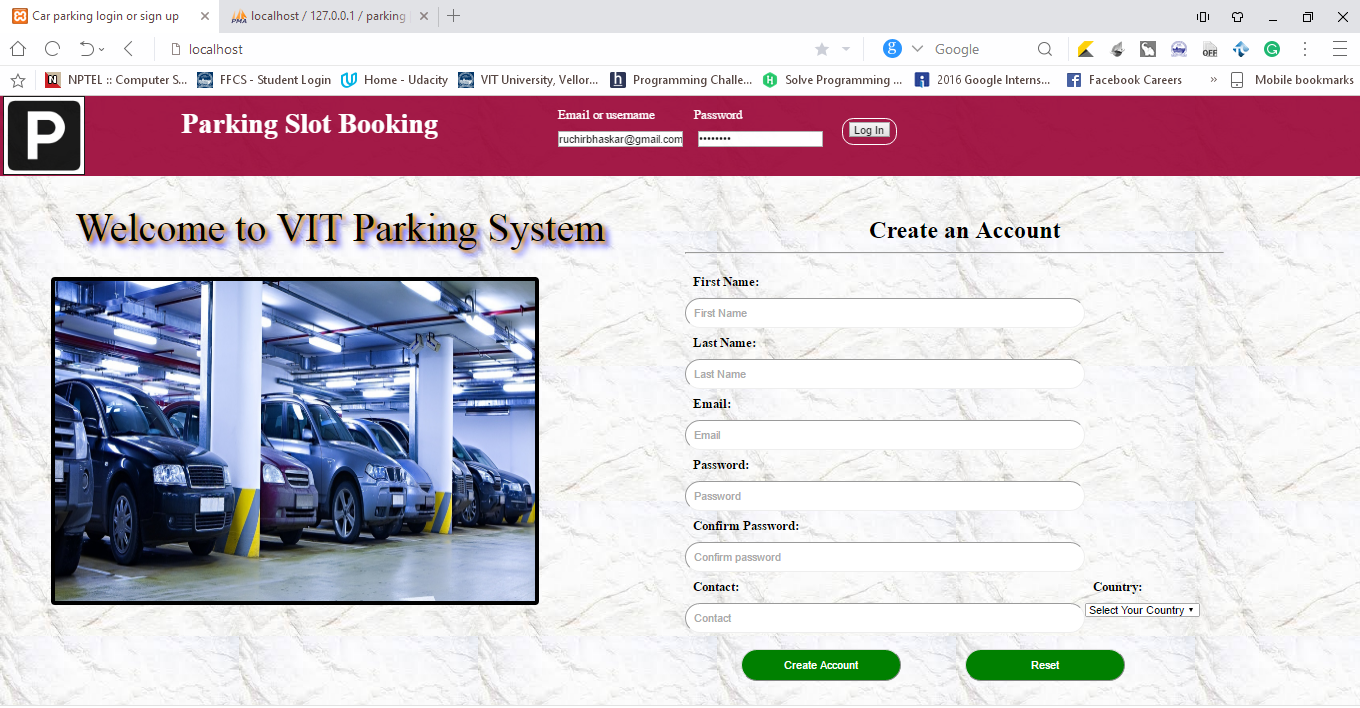 Car parking login or sign up
PMA localhost / 127.0.0.1 / parking
localhost
g Google
OFF
NPTEL :: Computer S... FFCS - Student Login Home - Udacity VIT University, Vellor... Programming Challe... Solve Programming ... 2016 Google Interns... Facebook Careers » Mobile bookmarks
P
Parking Slot Booking
Email or username Password
ruchirbhaskar@gmail.com •••••••• Log In
Welcome to VIT Parking System
Create an Account
First Name:
First Name
Last Name:
Last Name
Email:
Email
Password:
Password
Confirm Password:
Confirm password
Contact: Country:
Contact Select Your Country
Create Account Reset